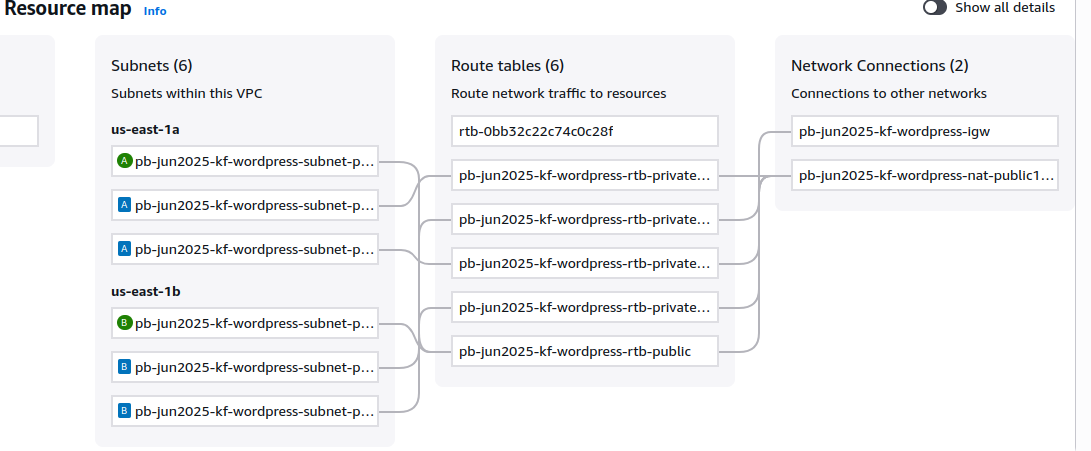 Resource map Info
Show all details
Subnets (6)
Subnets within this VPC
us-east-1a
A pb-jun2025-kf-wordpress-subnet-p...
A pb-jun2025-kf-wordpress-subnet-p...
A pb-jun2025-kf-wordpress-subnet-p...
us-east-1b
B pb-jun2025-kf-wordpress-subnet-p...
B pb-jun2025-kf-wordpress-subnet-p...
B pb-jun2025-kf-wordpress-subnet-p...
Route tables (6)
Route network traffic to resources
rtb-0bb32c22c74c0c28f
pb-jun2025-kf-wordpress-rtb-private...
pb-jun2025-kf-wordpress-rtb-private...
pb-jun2025-kf-wordpress-rtb-private...
pb-jun2025-kf-wordpress-rtb-private...
pb-jun2025-kf-wordpress-rtb-public
Network Connections (2)
Connections to other networks
pb-jun2025-kf-wordpress-igw
pb-jun2025-kf-wordpress-nat-public1...